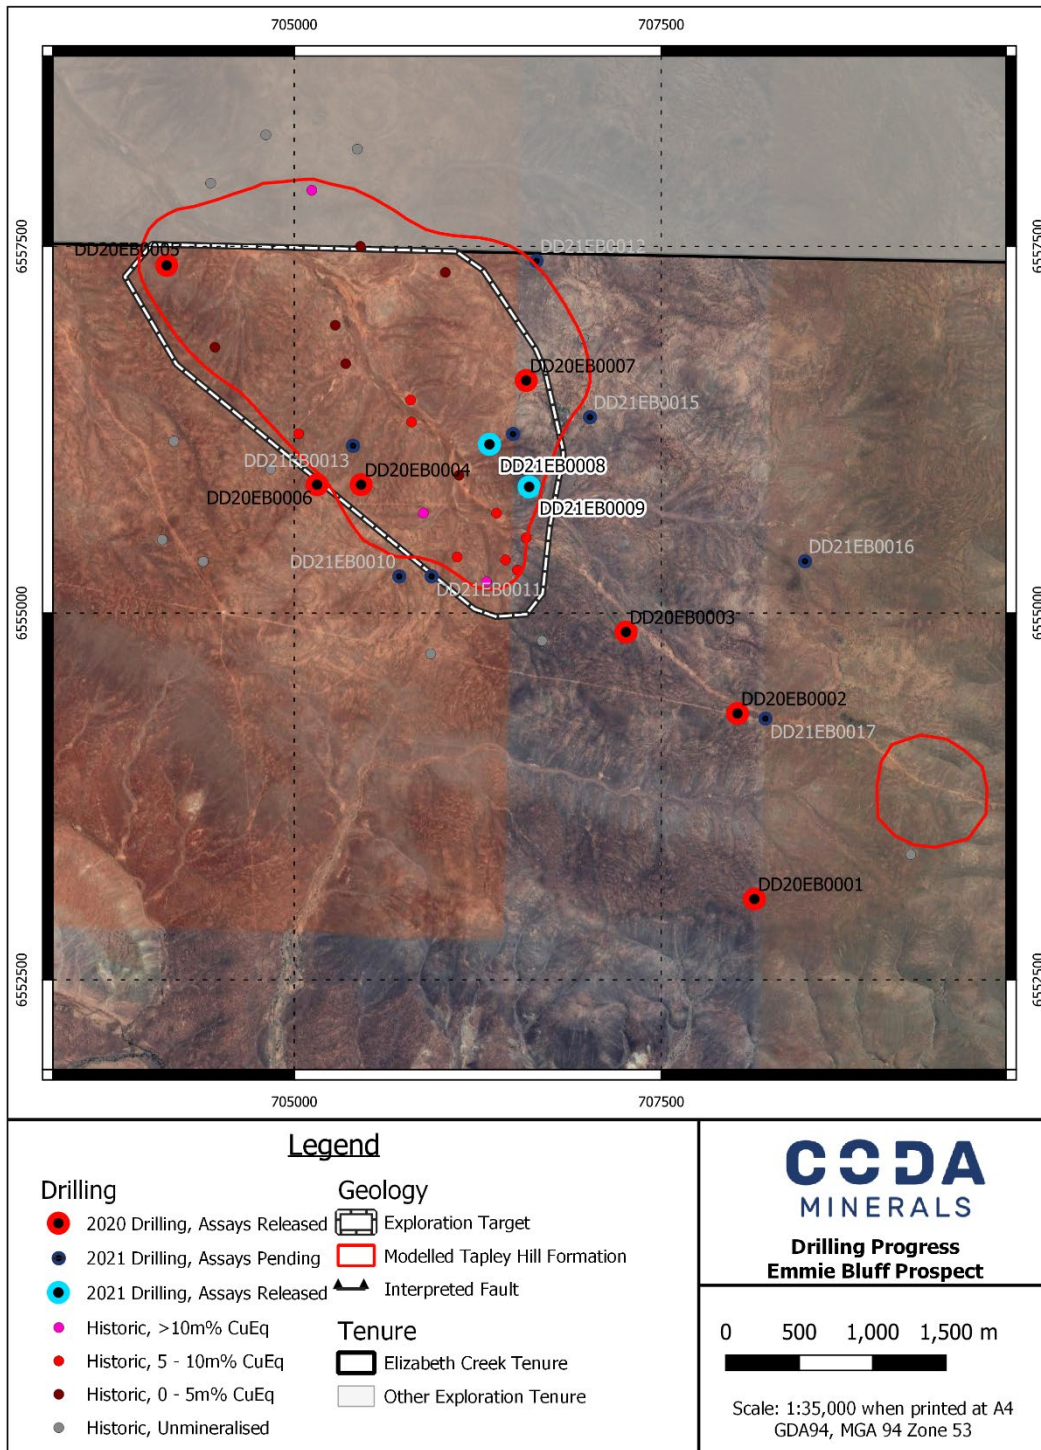 705000
707500
6557500
6557500
DD20EB0005
DD21EB0012
DD20EB0007
DD21EB0015
DD21EB0013
DD20EB0004
DD21EB0008
DD20EB0006
DD21EB0009
DD21EB0010
DD21EB0011
DD21EB0016
6555000
6555000
DD20EB0003
DD20EB0002
DD21EB0017
DD20EB0001
6552500
6552500
705000
707500
Legend
Drilling
2020 Drilling, Assays Released
2021 Drilling, Assays Pending
2021 Drilling, Assays Released
Historic, >10m% CuEq
Historic, 5 - 10m% CuEq
Historic, 0 - 5m% CuEq
Historic, Unmineralised
Geology
Exploration Target
Modelled Tapley Hill Formation
Interpreted Fault
Tenure
Elizabeth Creek Tenure
Other Exploration Tenure
CODA
MINERALS
Drilling Progress
Emmie Bluff Prospect
0 500 1,000 1,500 m
Scale: 1:35,000 when printed at A4
GDA94, MGA 94 Zone 53